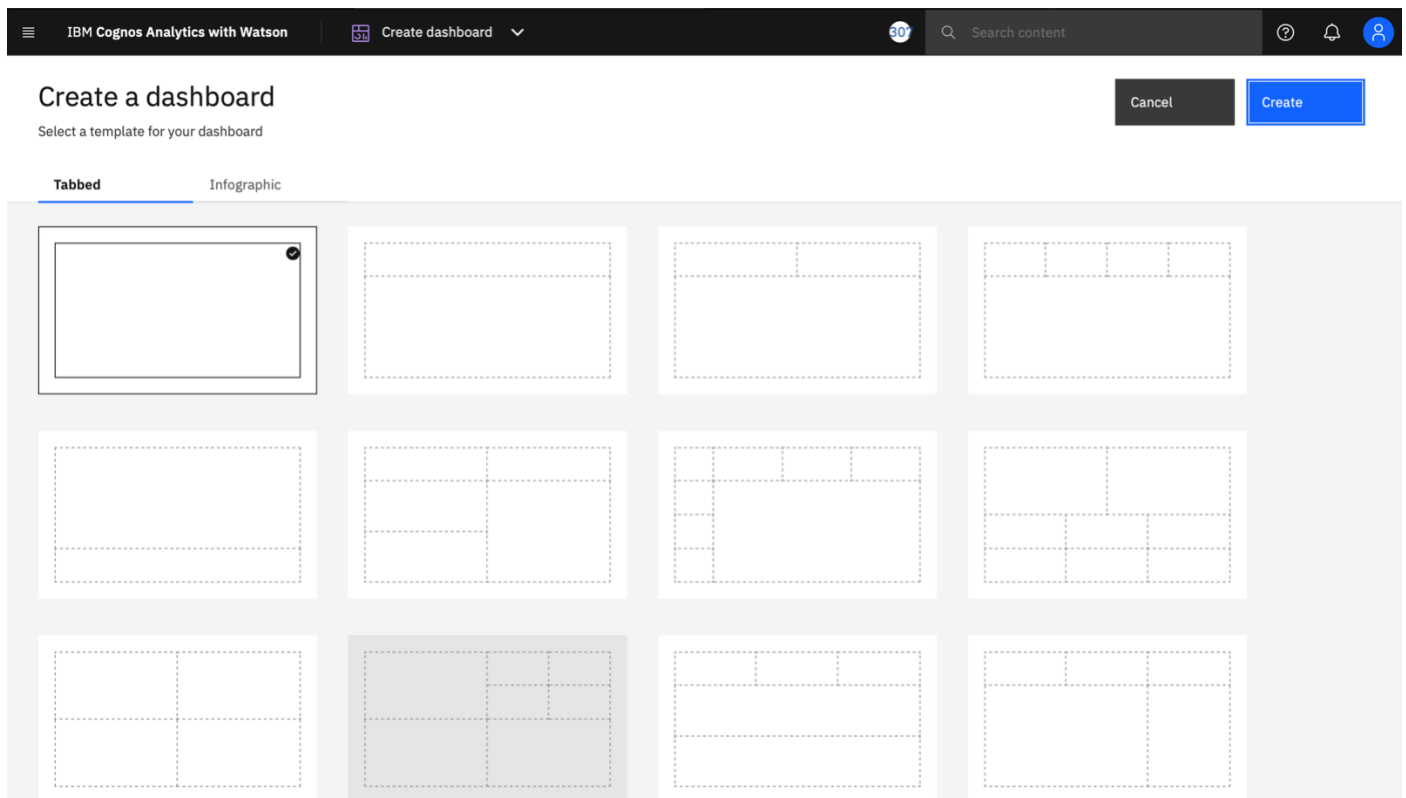 IBM Cognos Analytics with Watson
Create dashboard
30?
Search content
Create a dashboard
Select a template for your dashboard
Cancel
Create
Tabbed
Infographic